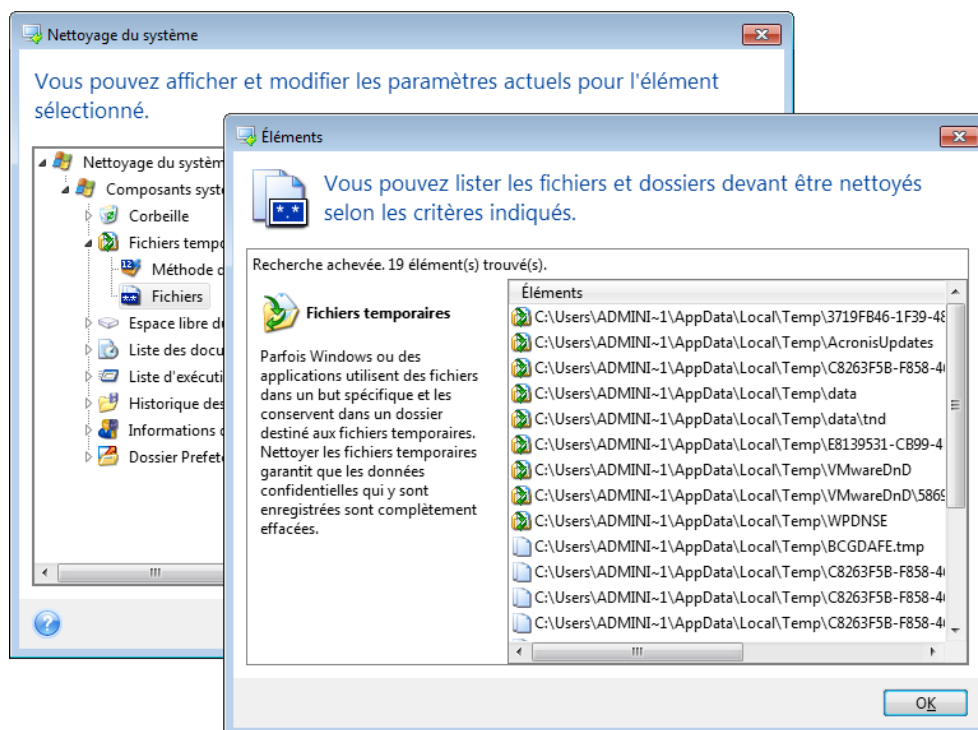 Nettoyage du système
Vous pouvez afficher et modifier les paramètres actuels pour l'élément
sélectionné.
Nettoyage du systèm
Composants systè
Corbeille
Fichiers tempo
Méthode d
Fichiers
Espace libre du
Liste des docu
Liste d'exécuti
Historique des
Informations d
Dossier Prefetc
Éléments
Vous pouvez lister les fichiers et dossiers devant être nettoyés
selon les critères indiqués.
*.*
Recherche achevée. 19 élément(s) trouvé(s).
Fichiers temporaires
Parfois Windows ou des
applications utilisent des fichiers
dans un but spécifique et les
conservent dans un dossier
destiné aux fichiers temporaires.
Nettoyer les fichiers temporaires
garantit que les données
confidentielles qui y sont
enregistrées sont complètement
effacées.
Éléments
C:\Users\ADMINI~1\AppData\Local\Temp\3719FB46-1F39-48
C:\Users\ADMINI~1\AppData\Local\Temp\AcronisUpdates
C:\Users\ADMINI~1\AppData\Local\Temp\C8263F5B-F858-4
C:\Users\ADMINI~1\AppData\Local\Temp\data
C:\Users\ADMINI~1\AppData\Local\Temp\data\tnd
C:\Users\ADMINI~1\AppData\Local\Temp\E8139531-CB99-4
C:\Users\ADMINI~1\AppData\Local\Temp\VMwareDnD
C:\Users\ADMINI~1\AppData\Local\Temp\VMwareDnD\5869
C:\Users\ADMINI~1\AppData\Local\Temp\WPDNSE
C:\Users\ADMINI~1\AppData\Local\Temp\BCGDAFE.tmp
C:\Users\ADMINI~1\AppData\Local\Temp\C8263F5B-F858-4
C:\Users\ADMINI~1\AppData\Local\Temp\C8263F5B-F858-4
C:\Users\ADMINI~1\AppData\Local\Temp\C8263F5B-F858-4
OK